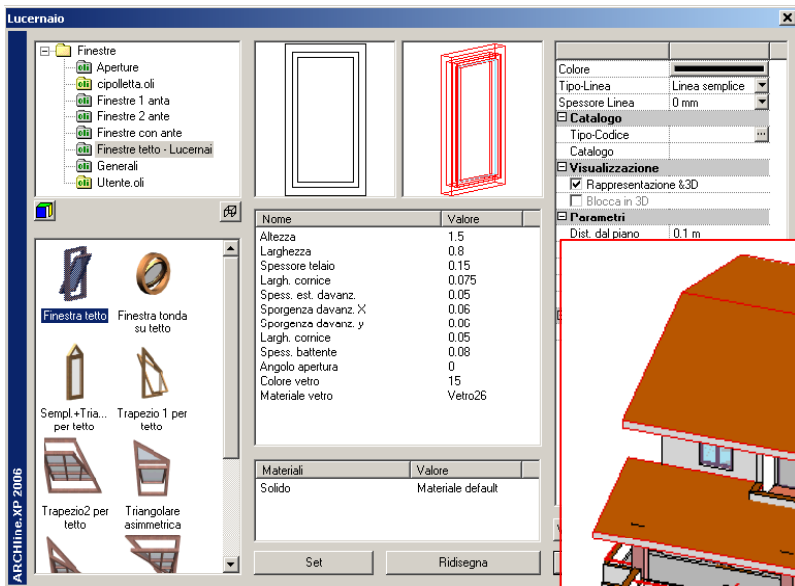 Lucernaio
Finestre
Aperture
cipolletta.oli
Finestre 1 anta
Finestre 2 ante
Finestre con ante
Finestre tetto - Lucernai
Generali
Utente.oli
Finestra tetto
Finestra tonda su tetto
Sempl.+Tria... per tetto
Trapezio 1 per tetto
Trapezio2 per tetto
Triangolare asimmetrica
Nome Valore
Altezza 1.5
Larghezza 0.8
Spessore telaio 0.15
Largh. cornice 0.075
Spess. est. davanz. 0.05
Sporgenza davanz. X 0.06
Sporgenza davanz. y 0.06
Largh. cornice 0.05
Spess. battente 0.08
Angolo apertura 0
Colore vetro 15
Materiale vetro Vetro26
Materiali Valore
Solido Materiale default
Set Ridisegna
Colore
Tipo-Linea Linea semplice
Spessore Linea 0 mm
Catalogo
Tipo-Codice ...
Catalogo
Visualizzazione
Rappresentazione &3D
Blocca in 3D
Parametri
Dist. dal piano 0.1 m
ARCHline.XP 2006